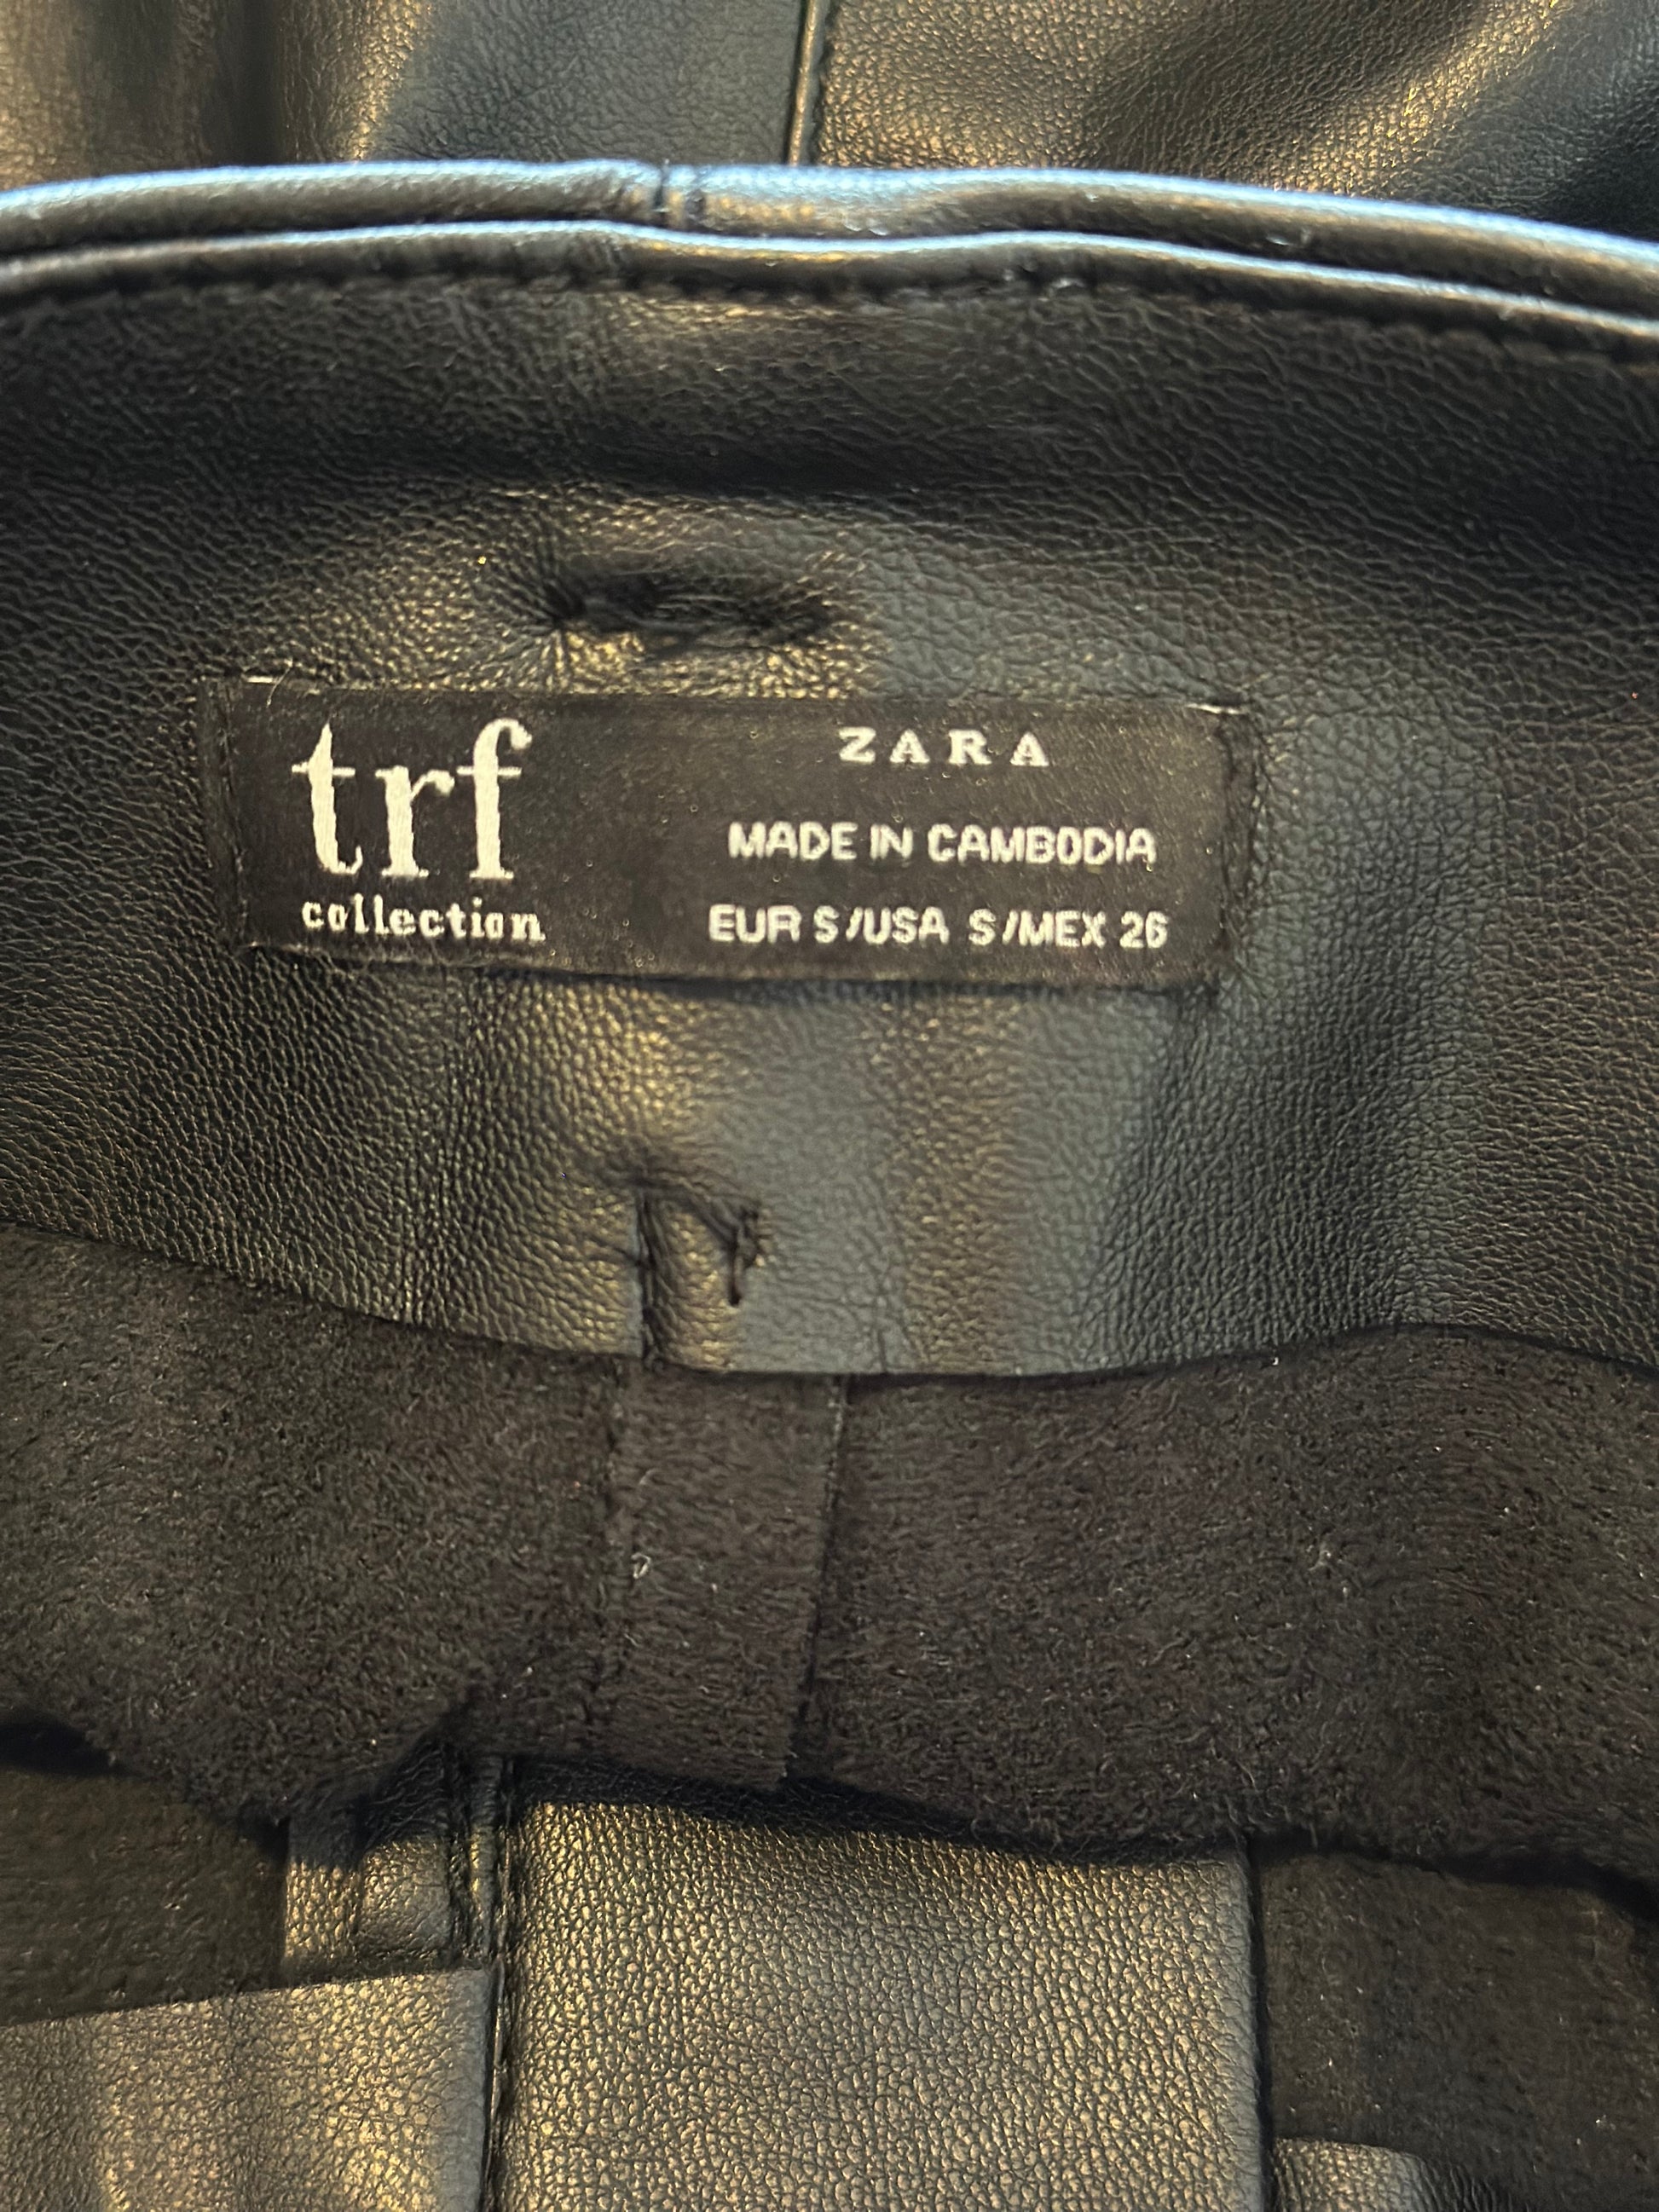 trf
collection
ZARA
MADE IN CAMBODIA
EUR S/USA S/MEX 26